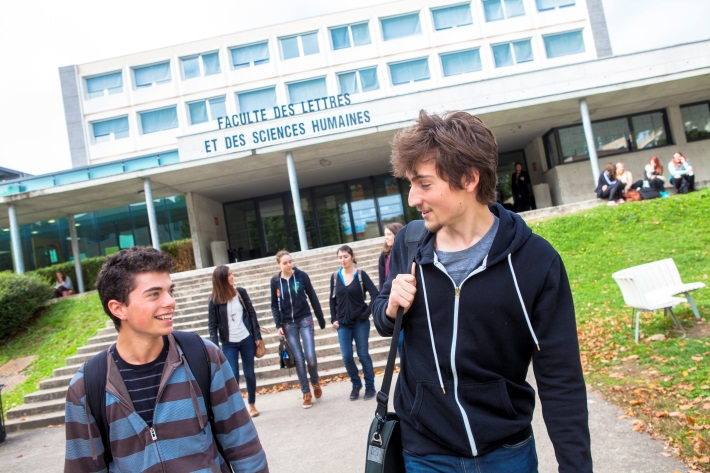 FACULTE DES LETTRES
ET DES SCIENCES HUMAINES